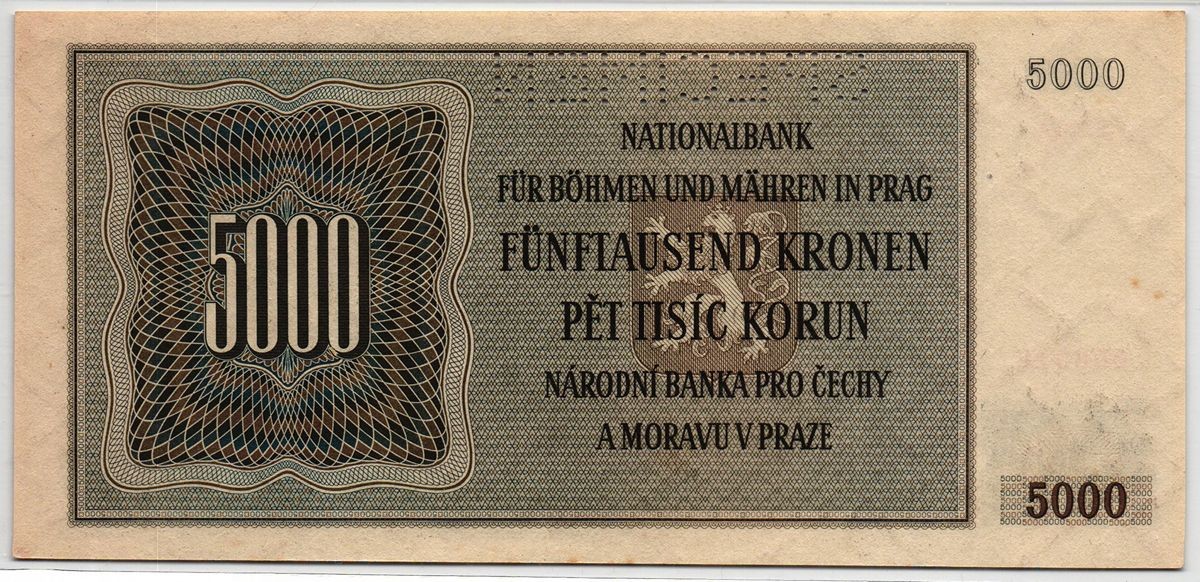 5000
NATIONALBANK
FÜR BÖHMEN UND MÄHREN IN PRAG
FÜNFTAUSEND KRONEN
PĚT TISÍC KORUN
NÁRODNÍ BANKA PRO ČECHY
A MORAVU V PRAZE
5000
5000